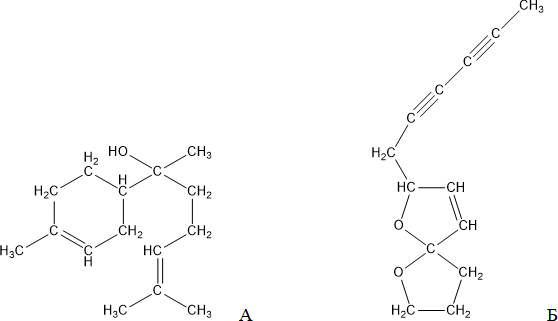 CH₃
H₂C
HC CH
O CH
C
O CH₂
H₂C CH₂
HO CH₃
H₂
C C
H₂C H CH₂
C CH₂ CH₂
H₃C C
H HC
C
H₃C CH₃
А Б